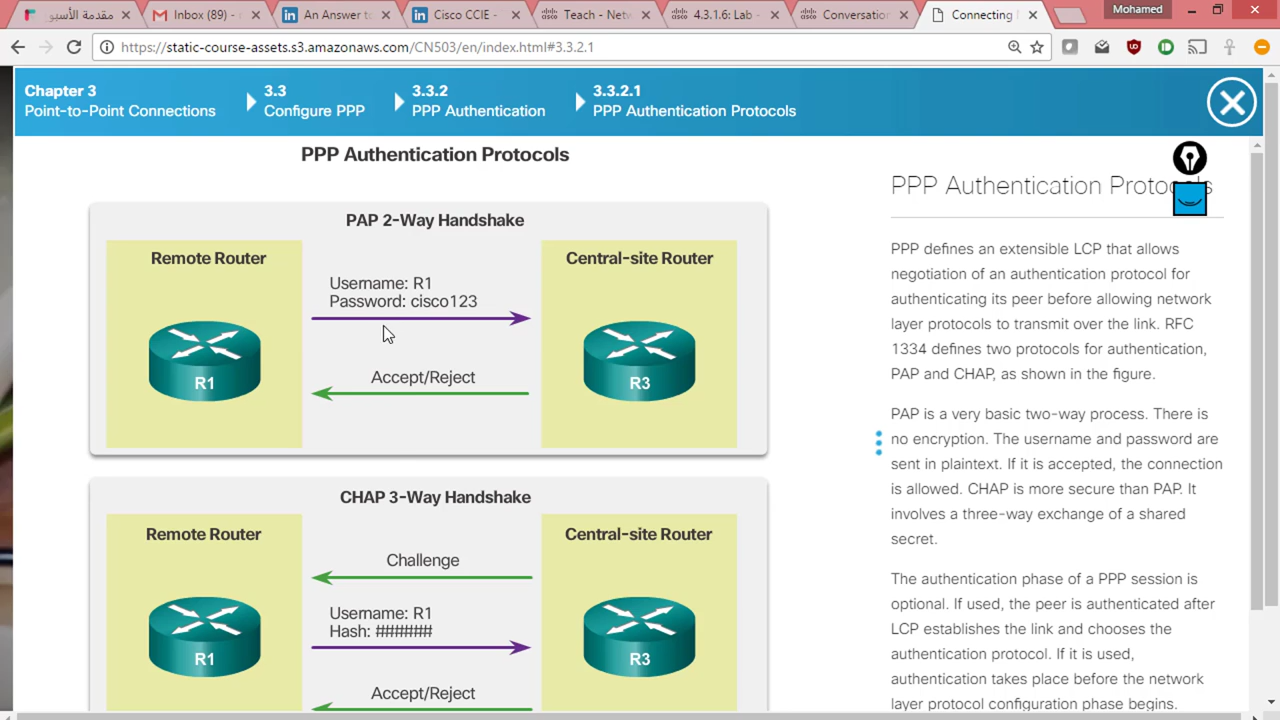 مقدمة الأس
Inbox (89) - r
An Answer to
Cisco CCIE -
Teach - Netw
4.3.1.6: Lab -
Conversation
Connecting
Mohamed
https://static-course-assets.s3.amazonaws.com/CN503/en/index.html#3.3.2.1
Chapter 3
Point-to-Point Connections
3.3
Configure PPP
3.3.2
PPP Authentication
3.3.2.1
PPP Authentication Protocols
PPP Authentication Protocols
PAP 2-Way Handshake
Remote Router
Central-site Router
Username: R1
Password: cisco123
R1
Accept/Reject
R3
CHAP 3-Way Handshake
Remote Router
Central-site Router
Challenge
Username: R1
Hash: ######
R1
R3
Accept/Reject
PPP Authentication Protocols
PPP defines an extensible LCP that allows
negotiation of an authentication protocol for
authenticating its peer before allowing network
layer protocols to transmit over the link. RFC
1334 defines two protocols for authentication,
PAP and CHAP, as shown in the figure.
PAP is a very basic two-way process. There is
no encryption. The username and password are
sent in plaintext. If it is accepted, the connection
is allowed. CHAP is more secure than PAP. It
involves a three-way exchange of a shared
secret.
The authentication phase of a PPP session is
optional. If used, the peer is authenticated after
LCP establishes the link and chooses the
authentication protocol. If it is used,
authentication takes place before the network
layer protocol configuration phase begins.